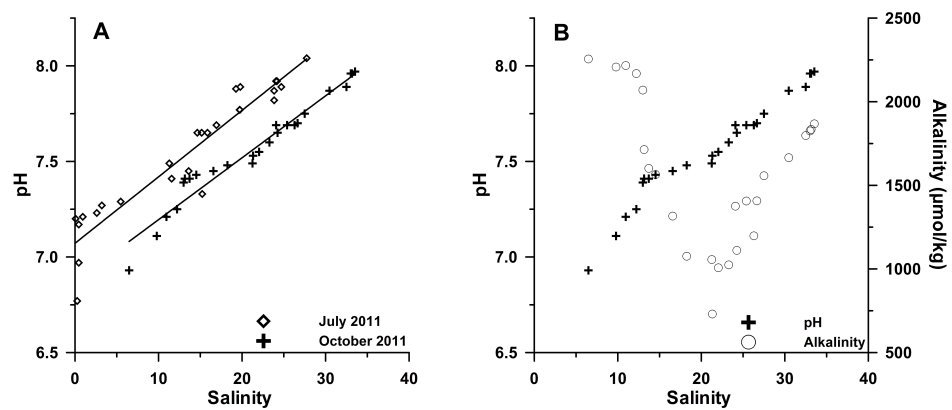 A
8.0
7.5
7.0
6.5
pH
0 10 20 30 40
Salinity
July 2011
October 2011
B
8.0
7.5
7.0
6.5
pH
0 10 20 30 40
Salinity
2500
2000
1500
1000
500
Alkalinity (µmol/kg)
pH
Alkalinity